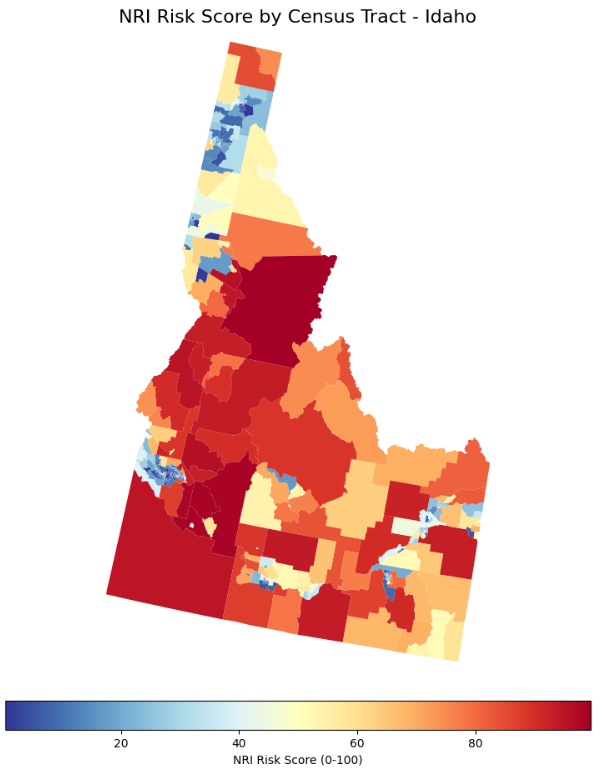 NRI Risk Score by Census Tract - Idaho
20 40 60 80
NRI Risk Score (0-100)